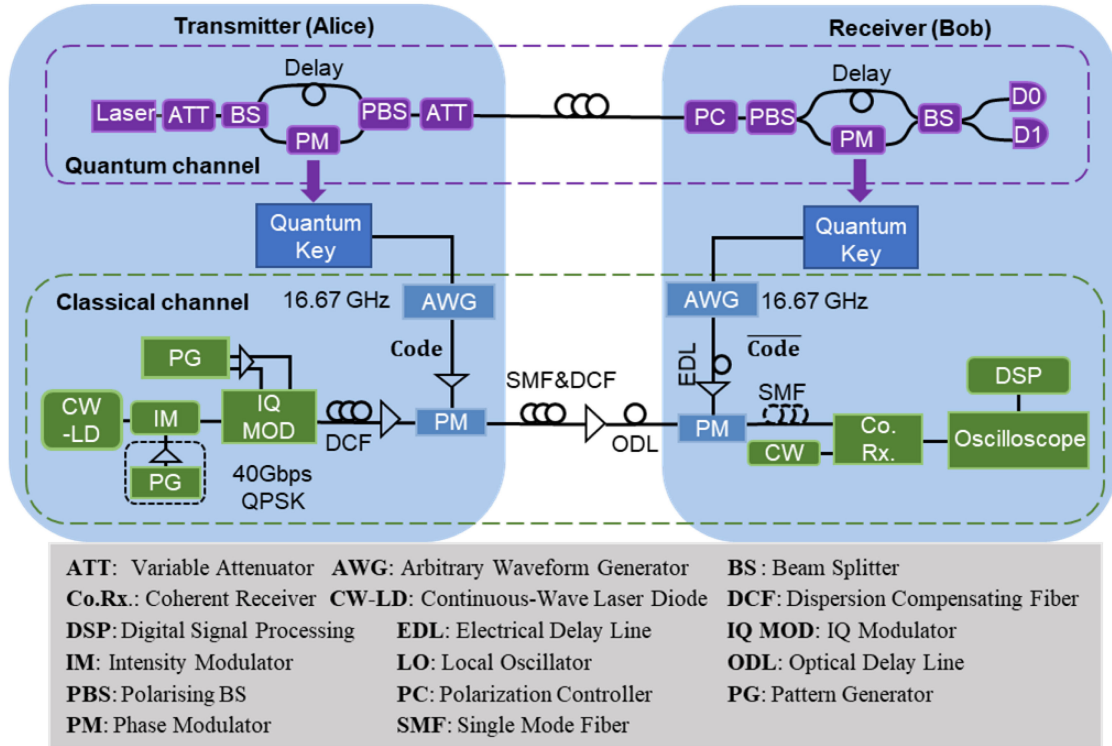 Transmitter (Alice)
Receiver (Bob)
Delay
Laser
ATT
BS
PM
PBS
ATT
Quantum channel
Delay
PC
PBS
PM
BS
D0
D1
Quantum
Key
Quantum
Key
Classical channel
16.67 GHz
AWG
Code
AWG
16.67 GHz
Code
EDL
PG
CW
-LD
IM
IQ
MOD
PG
40Gbps
QPSK
DCF
PM
SMF&DCF
ODL
PM
SMF
CW
Co.
Rx.
DSP
Oscilloscope
ATT: Variable Attenuator AWG: Arbitrary Waveform Generator BS: Beam Splitter
Co.Rx.: Coherent Receiver CW-LD: Continuous-Wave Laser Diode DCF: Dispersion Compensating Fiber
DSP: Digital Signal Processing EDL: Electrical Delay Line IQ MOD: IQ Modulator
IM: Intensity Modulator LO: Local Oscillator ODL: Optical Delay Line
PBS: Polarising BS PC: Polarization Controller PG: Pattern Generator
PM: Phase Modulator SMF: Single Mode Fiber